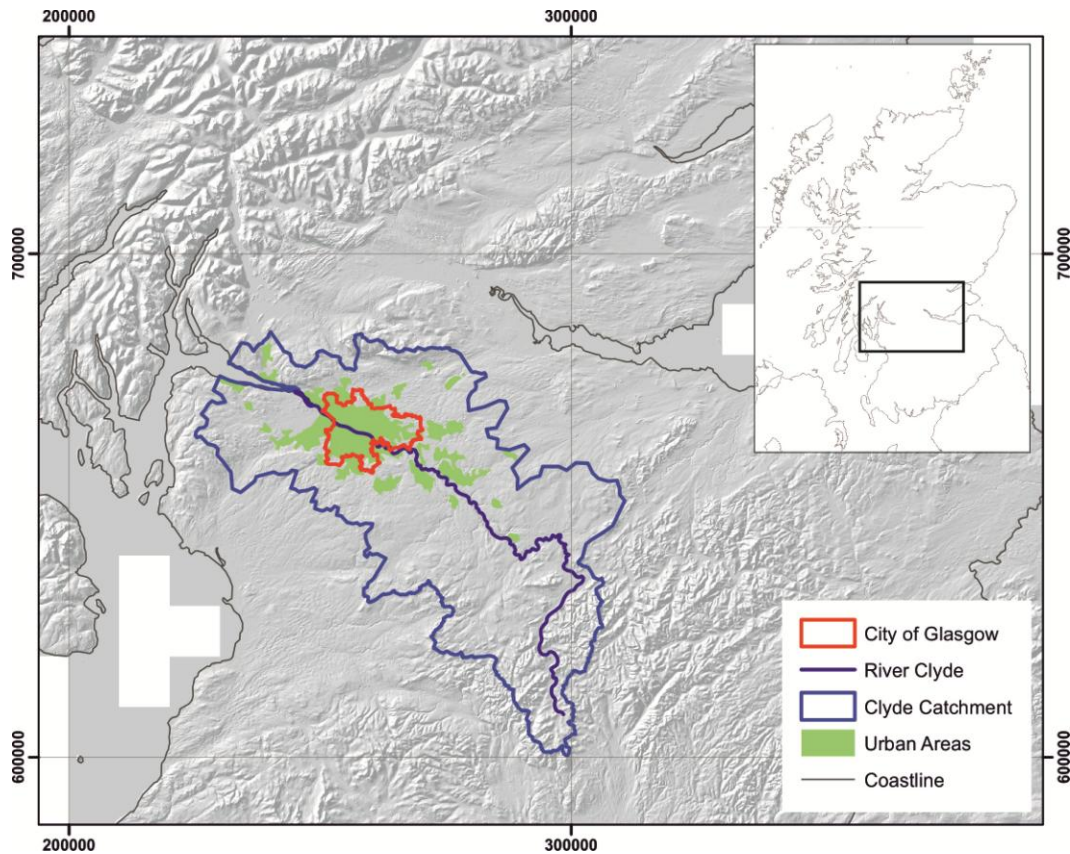 200000 300000
700000 700000
600000 600000
City of Glasgow
River Clyde
Clyde Catchment
Urban Areas
Coastline
200000 300000